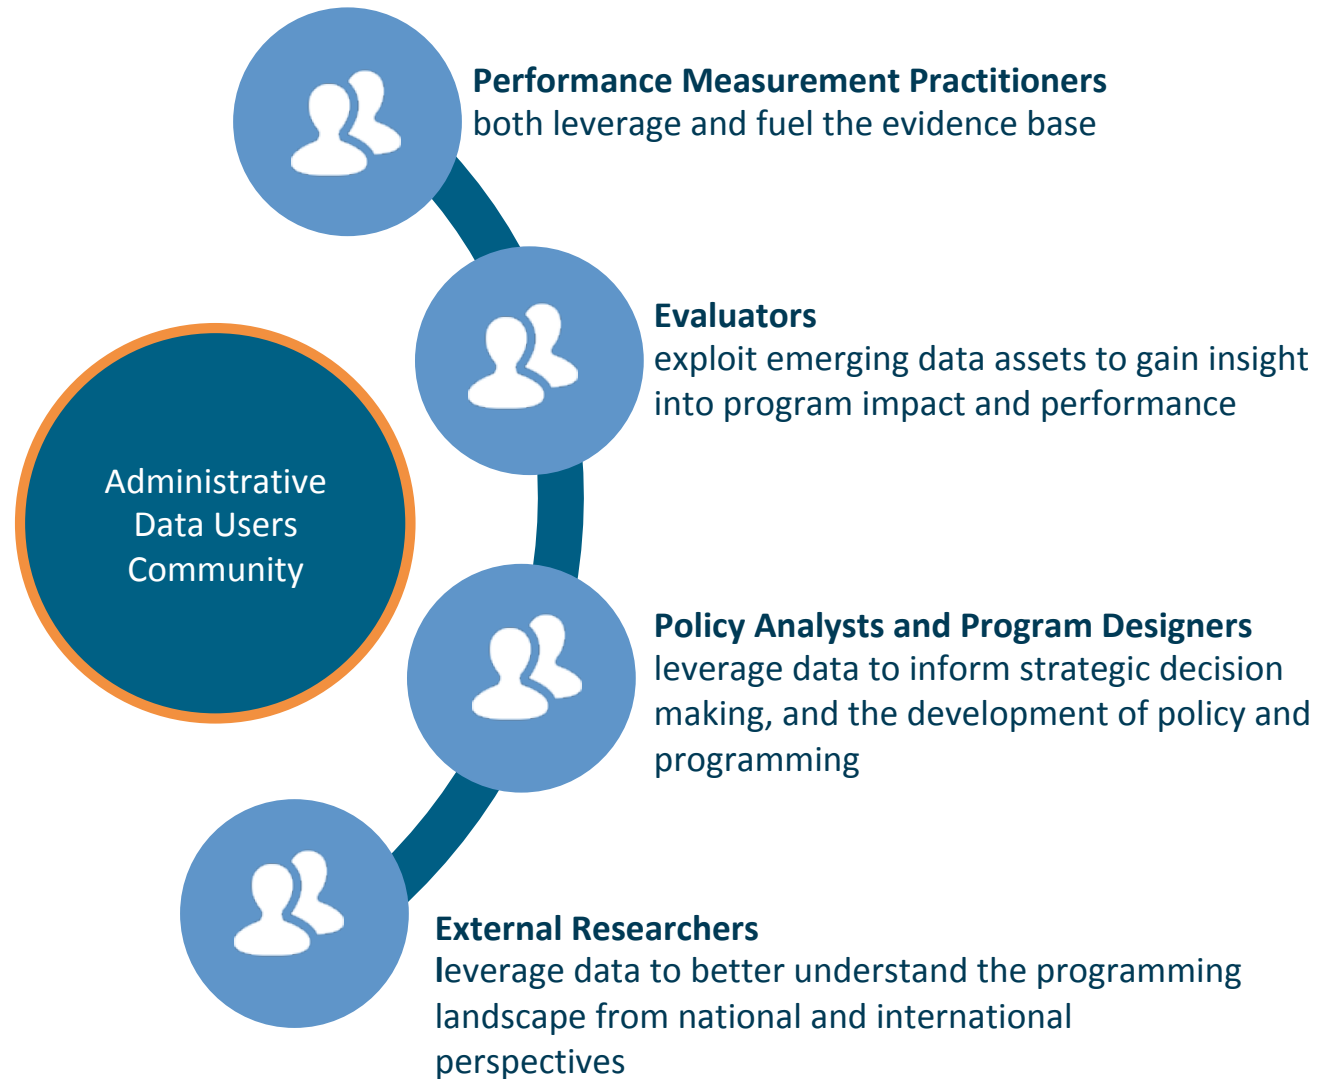 Performance Measurement Practitioners
both leverage and fuel the evidence base
Evaluators
exploit emerging data assets to gain insight
into program impact and performance
Administrative
Data Users
Community
Policy Analysts and Program Designers
leverage data to inform strategic decision
making, and the development of policy and
programming
External Researchers
leverage data to better understand the programming
landscape from national and international
perspectives